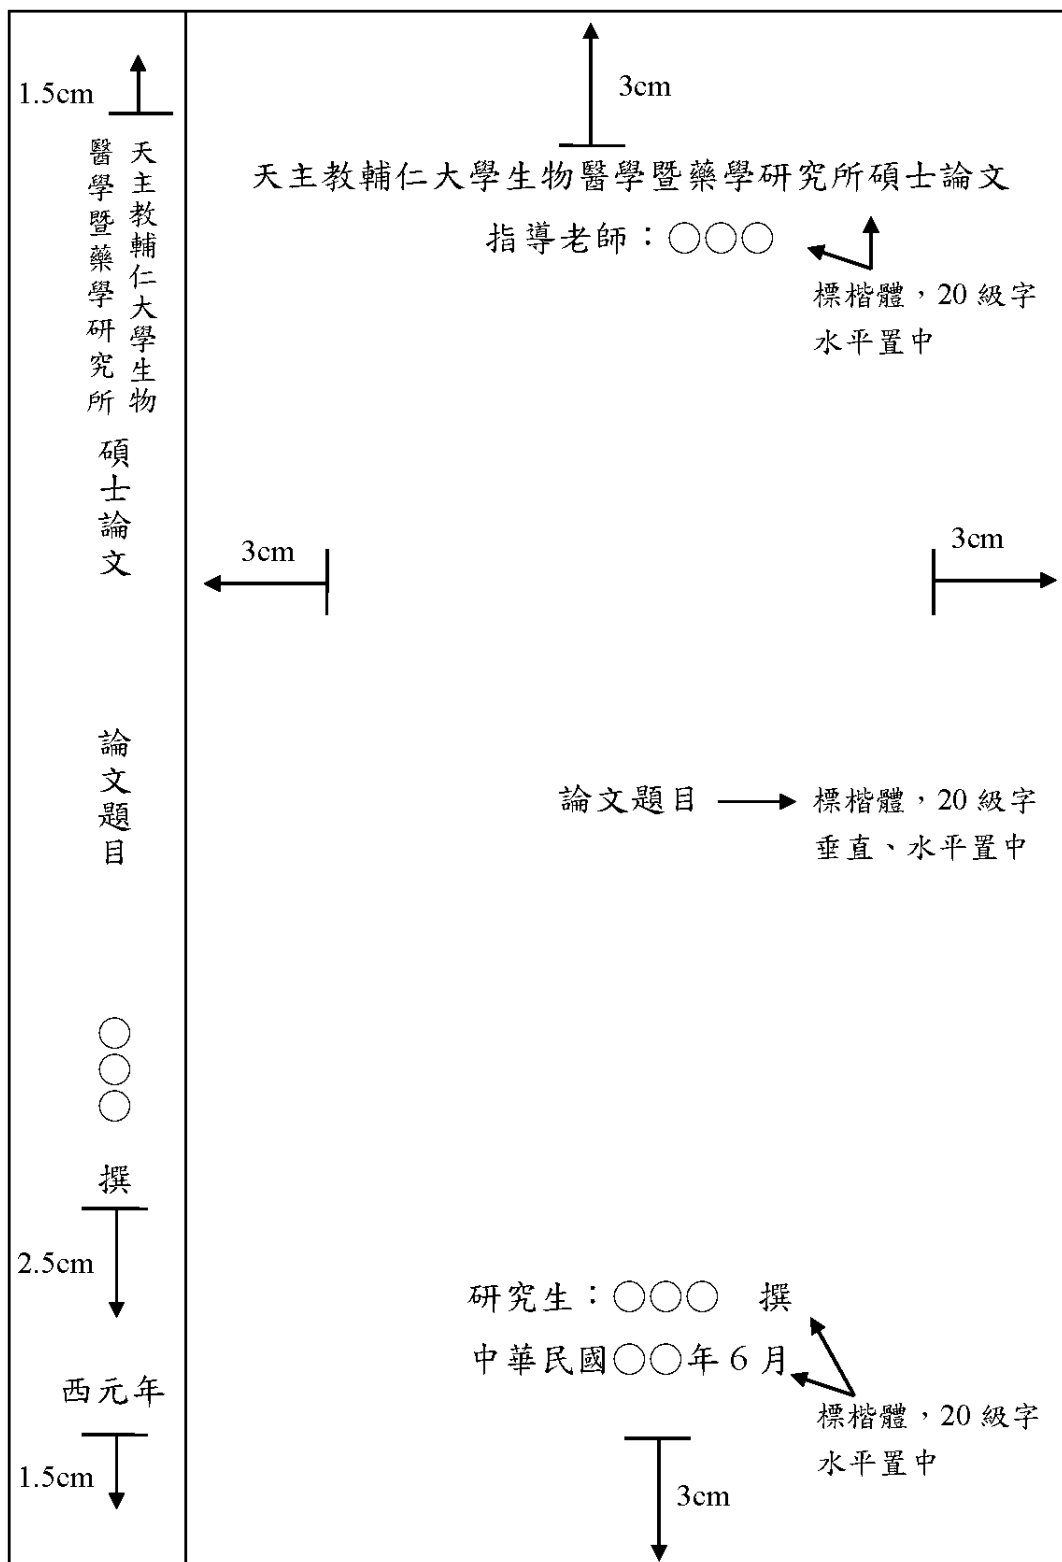 1.5cm
天主教輔仁大學生物
醫學暨藥學研究所
碩士論文
論文題目
○○○
撰
2.5cm
西元年
1.5cm
3cm
天主教輔仁大學生物醫學暨藥學研究所碩士論文
指導老師：○○○
標楷體，20 級字
水平置中
3cm
3cm
論文題目
標楷體，20 級字
垂直、水平置中
研究生：○○○ 撰
中華民國○○年 6 月
標楷體，20 級字
水平置中
3cm